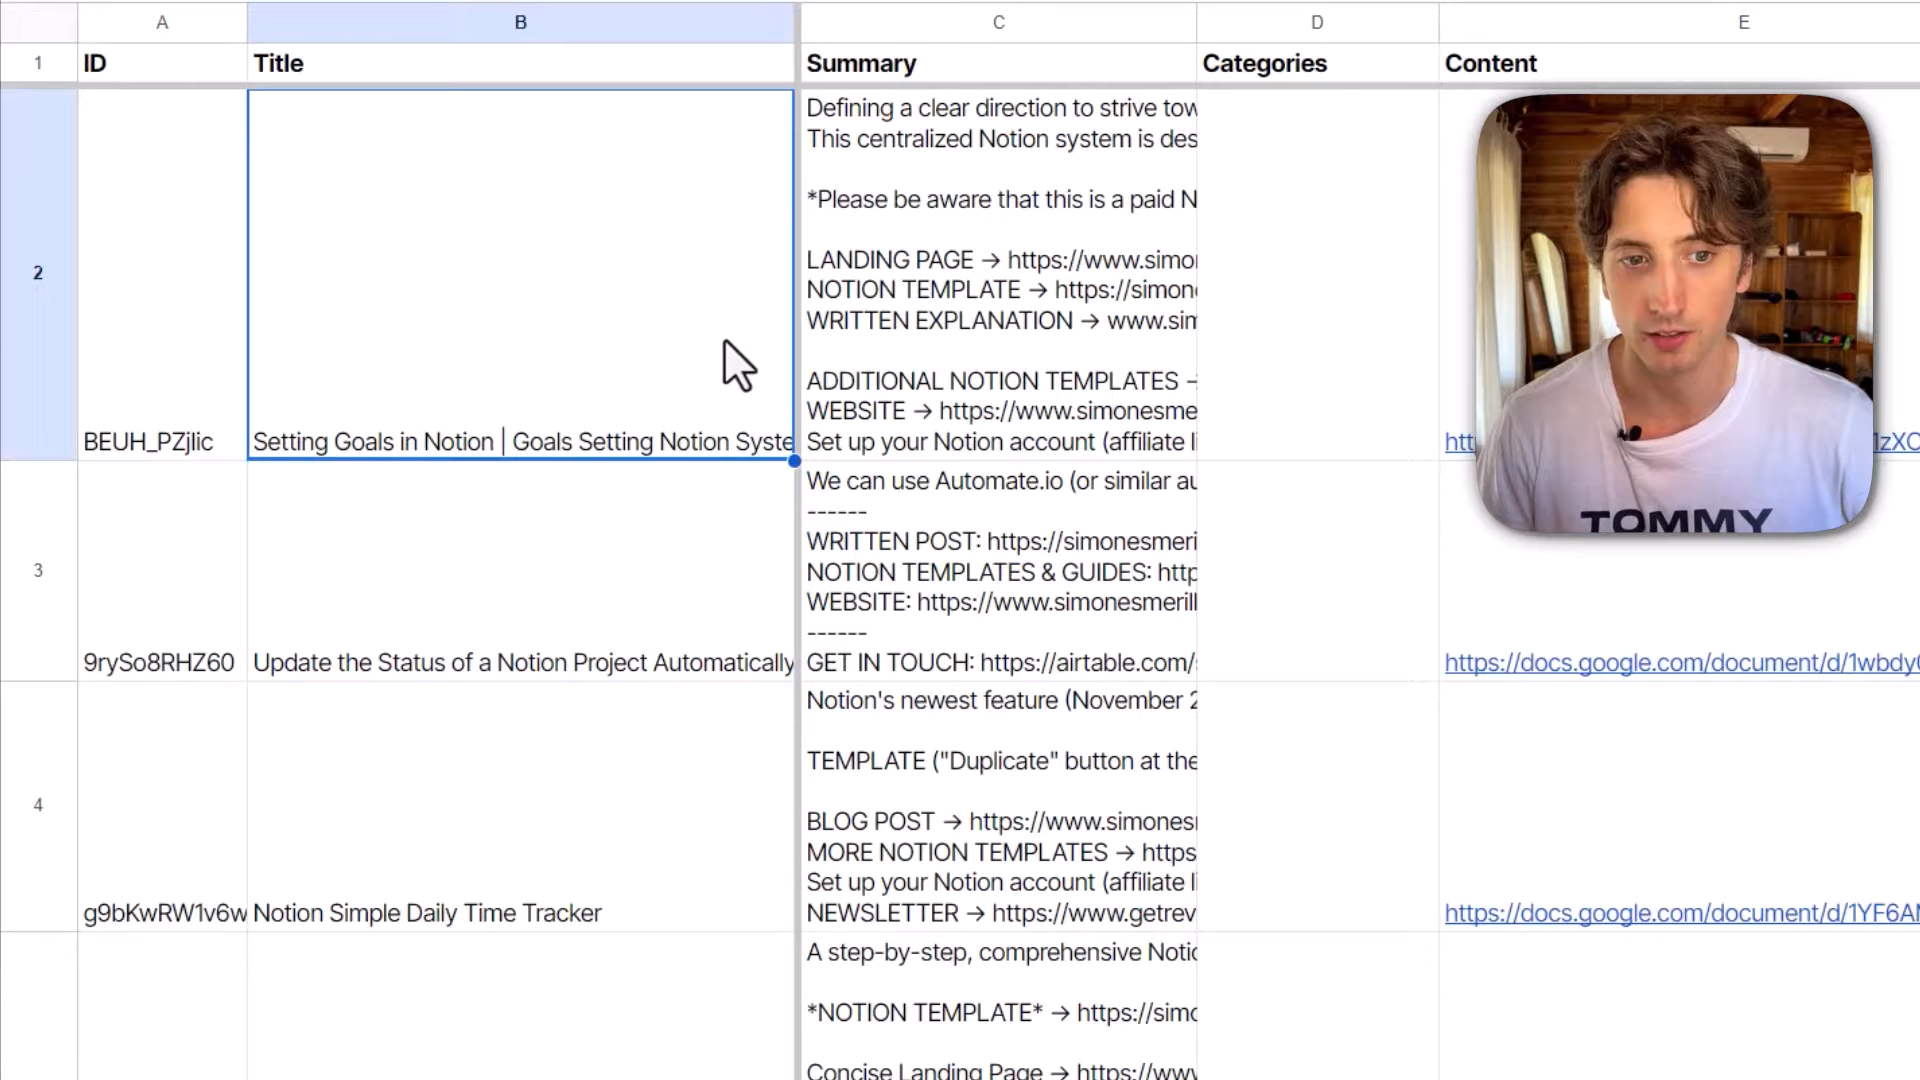 A B C D E
1 ID Title Summary Categories Content
Defining a clear direction to strive tow
This centralized Notion system is des
*Please be aware that this is a paid N
2
LANDING PAGE → https://www.simo
NOTION TEMPLATE → https://simon
WRITTEN EXPLANATION → www.sim
ADDITIONAL NOTION TEMPLATES
WEBSITE → https://www.simonesme
BEUH_PZjlic Setting Goals in Notion | Goals Setting Notion Syste Set up your Notion account (affiliate li htt 1zXC
We can use Automate.io (or similar au
------
TOMMY
WRITTEN POST: https://simonesmeri
3 NOTION TEMPLATES & GUIDES: http
WEBSITE: https://www.simonesmerill
------
9rySo8RHZ60 Update the Status of a Notion Project Automatically GET IN TOUCH: https://airtable.com/ https://docs.google.com/document/d/1wbdy
Notion's newest feature (November 2
TEMPLATE ("Duplicate" button at the
4
BLOG POST → https://www.simones
MORE NOTION TEMPLATES → https
Set up your Notion account (affiliate li
g9bKwRW1v6w Notion Simple Daily Time Tracker NEWSLETTER → https://www.getrev https://docs.google.com/document/d/1YF6A
A step-by-step, comprehensive Notio
*NOTION TEMPLATE* → https://simo
Concise Landing Page → https://www